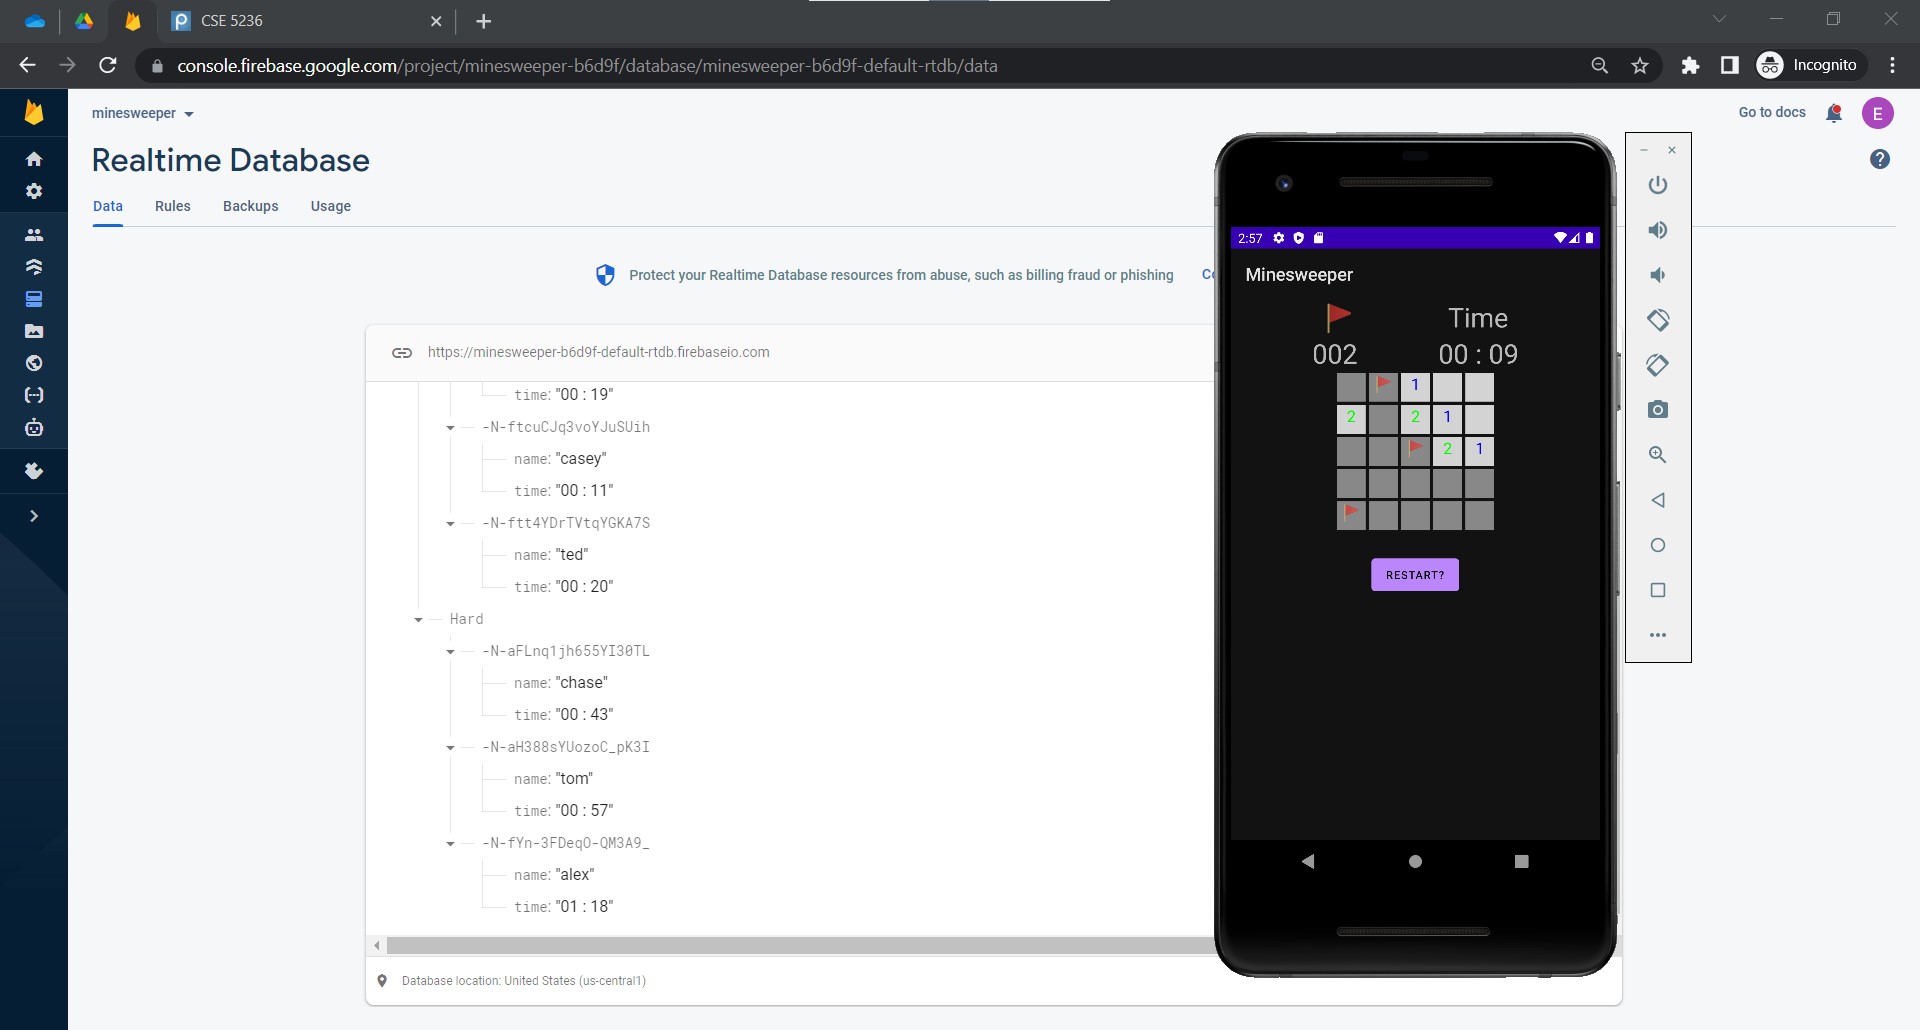 CSE 5236
console.firebase.google.com/project/minesweeper-b6d9f/database/minesweeper-b6d9f-default-rtdb/data
Incognito
minesweeper
Go to docs
E
Realtime Database
?
Data
Rules
Backups
Usage
Protect your Realtime Database resources from abuse, such as billing fraud or phishing
https://minesweeper-b6d9f-default-rtdb.firebaseio.com
time: "00 : 19"
-N-ftcuCJq3voYJuSUih
name: "casey"
time: "00 : 11"
-N-ftt4YDrTVtqYGKA7S
name: "ted"
time: "00 : 20"
Hard
-N-aFLnq1jh655YI30TL
name: "chase"
time: "00 : 43"
-N-aH388sYUozoC_pK3I
name: "tom"
time: "00 : 57"
-N-fYn-3FDeqO-QM3A9_
name: "alex"
time: "01 : 18"
Database location: United States (us-central1)
2:57
Minesweeper
Time
002
00 : 09
1
2 2 1
2 1
RESTART?